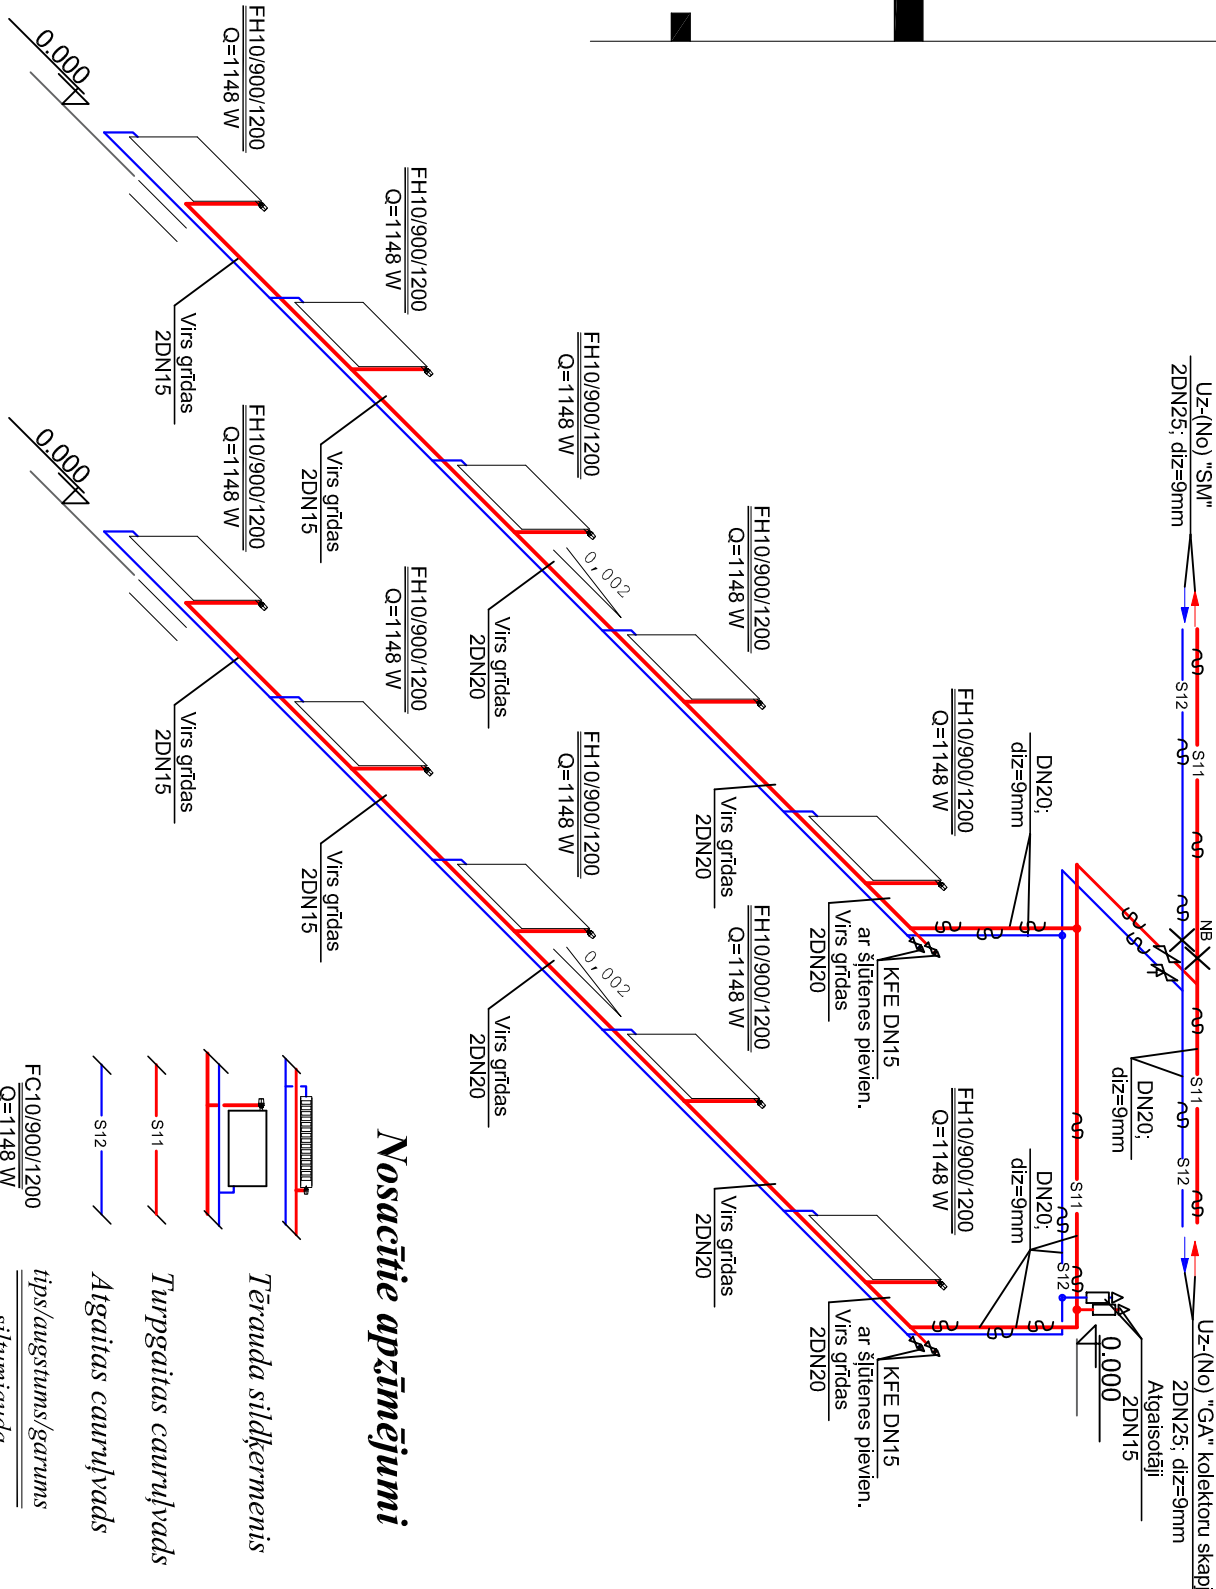 Uz-(No) "SM"
2DN25; diz=9mm
Uz-(No) "GA" kolektoru skapi
2DN25; diz=9mm
S11
S12
NB
S11
S12
DN20;
diz=9mm
Atgaisotāji
2DN15
0.000
S11
S12
DN20;
diz=9mm
DN20;
diz=9mm
FH10/900/1200
Q=1148 W
FH10/900/1200
Q=1148 W
KFE DN15
ar šļūtenes pievien.
Virs grīdas
2DN20
KFE DN15
ar šļūtenes pievien.
Virs grīdas
2DN20
FH10/900/1200
Q=1148 W
FH10/900/1200
Q=1148 W
Virs grīdas
2DN20
Virs grīdas
2DN20
FH10/900/1200
Q=1148 W
FH10/900/1200
Q=1148 W
0,002
0,002
Virs grīdas
2DN20
Virs grīdas
2DN20
FH10/900/1200
Q=1148 W
FH10/900/1200
Q=1148 W
Virs grīdas
2DN15
Virs grīdas
2DN15
FH10/900/1200
Q=1148 W
FH10/900/1200
Q=1148 W
Virs grīdas
2DN15
Virs grīdas
2DN15
0.000
0.000
Nosacītie apzīmējumi
Tērauda sildķermenis
S11
Turpgaitas cauruļvads
S12
Atgaitas cauruļvads
FC10/900/1200
Q=1148 W
tips/augstums/garums
siltumjauda